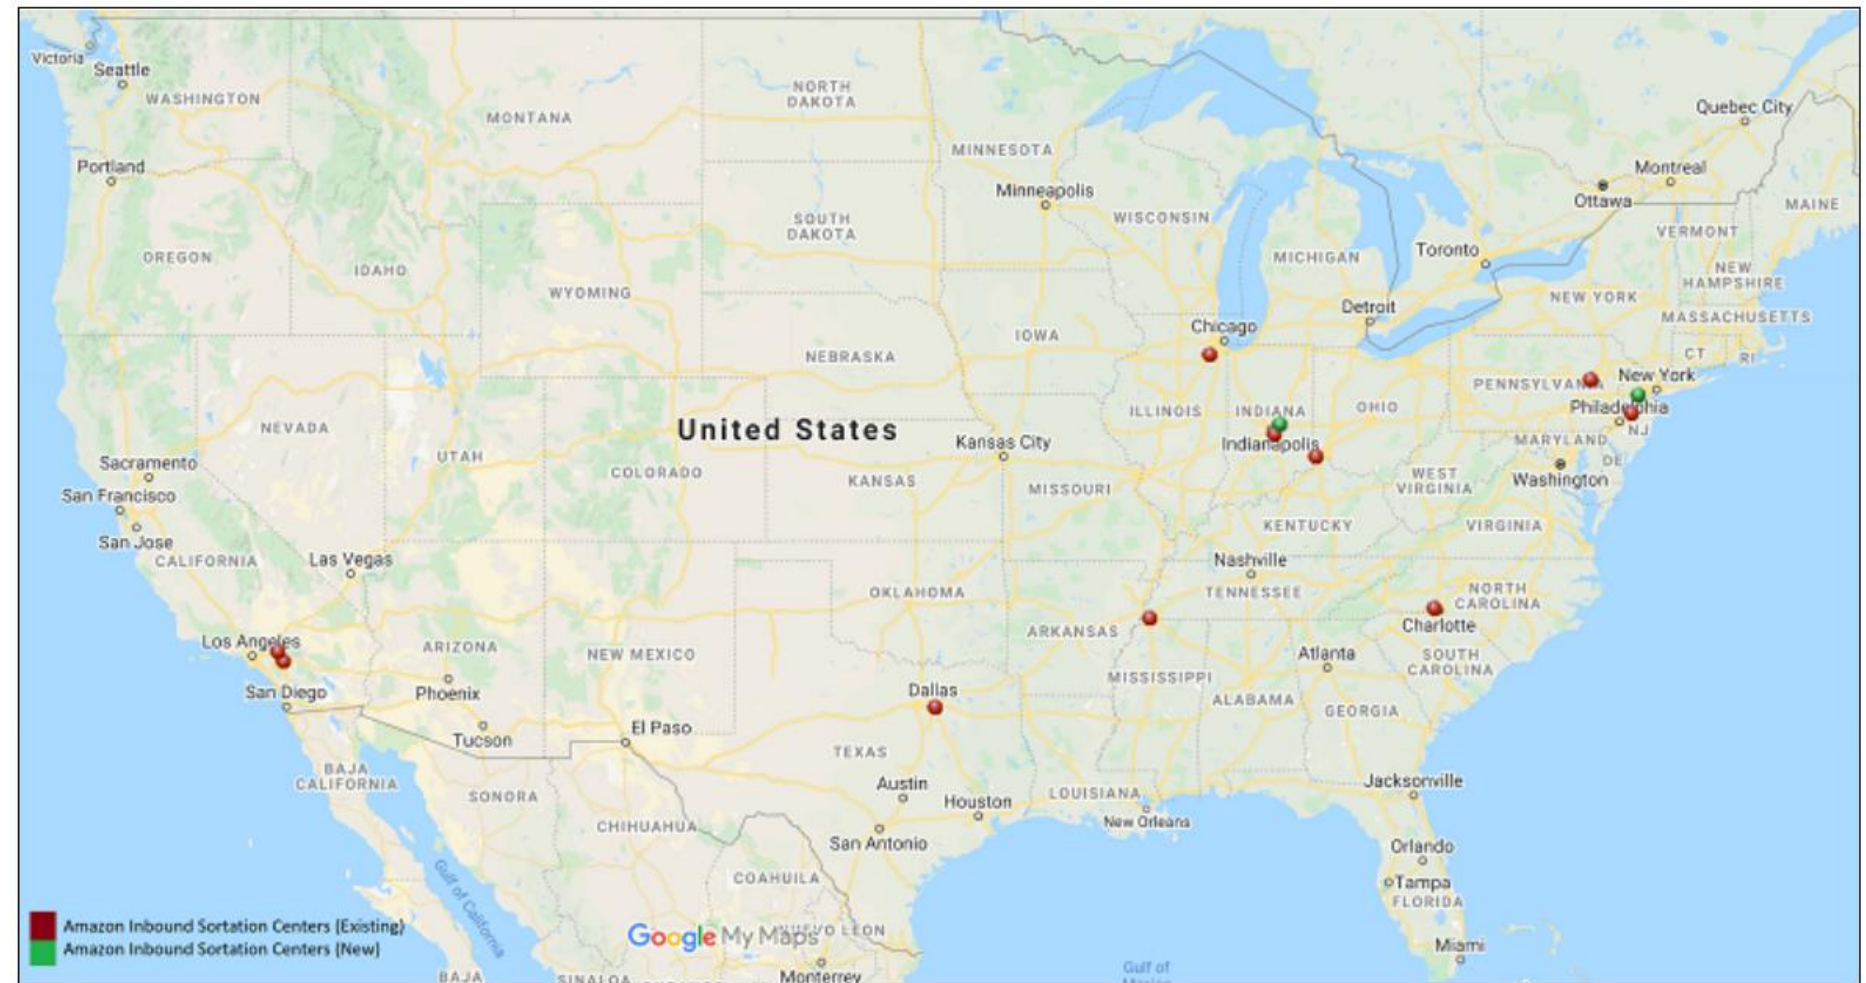 Victoria
Seattle
WASHINGTON
MONTANA
NORTH
DAKOTA
MINNESOTA
Quebec City
Portland
Minneapolis
Montreal
Ottawa
MAINE
SOUTH
DAKOTA
WISCONSIN
VERMONT
OREGON
IDAHO
MICHIGAN
Toronto
NEW
HAMPSHIRE
WYOMING
NEW YORK
Detroit
MASSACHUSETTS
Chicago
IOWA
NEBRASKA
CT
RI
PENNSYLVANIA
New York
Philadelphia
NJ
ILLINOIS
INDIANA
OHIO
NEVADA
United States
Kansas City
Indianapolis
MARYLAND
DE
Sacramento
UTAH
COLORADO
KANSAS
MISSOURI
WEST
VIRGINIA
Washington
San Francisco
San Jose
CALIFORNIA
Las Vegas
KENTUCKY
VIRGINIA
Nashville
TENNESSEE
OKLAHOMA
NORTH
CAROLINA
Charlotte
ARKANSAS
Los Angeles
ARIZONA
NEW MEXICO
Atlanta
SOUTH
CAROLINA
San Diego
Phoenix
Dallas
MISSISSIPPI
ALABAMA
GEORGIA
Tucson
El Paso
TEXAS
BAJA
CALIFORNIA
SONORA
Austin
Houston
LOUISIANA
New Orleans
Jacksonville
CHIHUAHUA
San Antonio
Orlando
COAHUILA
Tampa
FLORIDA
Gulf of California
Amazon Inbound Sortation Centers (Existing)
Amazon Inbound Sortation Centers (New)
Google My Maps
NUEVO LEON
Miami
BAJA
SINALOA
Monterrey
Gulf of
Mexico